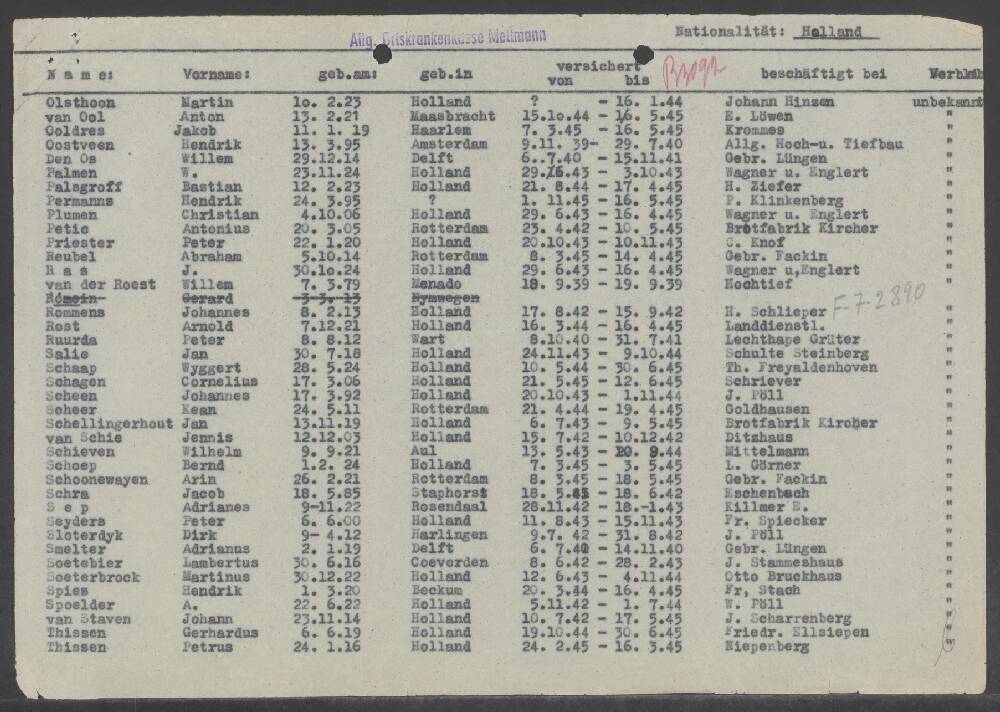 Allg. Ortskrankenkasse Mettmann
Nationalität: Holland
Name: Vorname: geb.am: geb.in versichert von bis beschäftigt bei
B3092
Olsthoon Martin 1o. 2.23 Holland ? - 16. 1.44 Johann Hinzen unbekannt
van Ool Anton 13. 2.21 Maasbracht 15.10.44 - 16. 5.45 E. Löwen "
Ooldres Jakob 11. 1. 19 Haarlem 7. 3.45 - 16. 5.45 Krommes "
Oostveen Hendrik 13. 3.95 Amsterdam 9.11. 39- 29. 7.40 Allg. Hoch-u. Tiefbau "
Den Os Willem 29.12.14 Delft 6..7.40 - 15.11.41 Gebr. Lüngen "
Palmen W. 23.11.24 Holland 29. 6.43 - 3.10.43 Wagner u. Englert "
Palsgroff Bastian 12. 2.23 Holland 21. 8.44 - 17. 4.45 H. Ziefer "
Permanns Hendrik 24. 3.95 ? 1. 11.45 - 16. 5.45 P. Klinkenberg "
Plumen Christian 4.10.06 Holland 29. 6.43 - 16. 4.45 Wagner u. Englert "
Petic Antonius 20. 3.05 Rotterdam 23. 4.42 - 10. 5.45 Brotfabrik Kircher "
Priester Peter 22. 1.20 Holland 20.10.43 - 10.11.43 C. Knof "
Reubel Abraham 5.10.14 Rotterdam 8. 3.45 - 14. 4.45 Gebr. Fackin "
R a s J. 30.1o.24 Holland 29. 6.43 - 16. 4.45 Wagner u,Englert "
van der Roest Willem 7. 3.79 Menado 18. 9.39 - 19. 9.39 Hochtief "
Römein Gerard 3-3.-13 Nymwegen
F-7-2890
Rommens Johannes 8. 2.13 Holland 17. 8.42 - 15. 9.42 H. Schlieper "
Rost Arnold 7.12.21 Holland 16. 3.44 - 16. 4.45 Landdienstl. "
Ruurda Peter 8. 8.12 Wart 8.10.40 - 31. 7.41 Lechthape Grüter "
Salie Jan 30. 7.18 Holland 24.11.43 - 9.10.44 Schulte Steinberg "
Schaap Wyggert 28. 5.24 Holland 10. 5.44 - 30. 6.45 Th. Freyaldenhoven "
Schagen Cornelius 17. 3.06 Holland 21. 5.45 - 12. 6.45 Schriever "
Scheen Johannes 17. 3.92 Holland 20.10.43 - 1.11.44 J. Pöll "
Scheer Kean 24. 5.11 Rotterdam 21. 4.44 - 19. 4.45 Goldhausen "
Schellingerhout Jan 13.11.19 Holland 6. 7.43 - 9. 5.45 Brotfabrik Kircher "
van Schie Jennis 12.12.03 Holland 15. 7.42 - 10.12.42 Ditzhaus "
Schieven Wilhelm 9. 9.21 Aul 13. 5.43 - 20. 9.44 Mittelmann "
Schoep Bernd 1.2. 24 Holland 7. 3.45 - 3. 5.45 L. Görner "
Schoonewayen Arin 26. 2.21 Rotterdam 8. 3.45 - 18. 5.45 Gebr. Fackin "
Schra Jacob 18. 5.85 Staphorst 18. 5. - 18. 6.42 Eschenbach "
S e p Adrianes 9-11.22 Rosendaal 28.11.42 - 18.-1.43 Killmer E. "
Seyders Peter 6. 6.00 Holland 11. 8.43 - 15.11.43 Fr. Spiecker "
Sloterdyk Dirk 9- 4.12 Harlingen 9.7. 42 - 31. 8.42 J. Pöll "
Smelter Adrianus 2. 1.19 Delft 6. 7.40 - 14.11.40 Gebr. Lüngen "
Soetebier Lambertus 30. 6.16 Coevorden 8. 6.42 - 28. 2.43 J. Stammeshaus "
Soeterbrock Martinus 30.12.22 Holland 12. 6.43 - 4.11.44 Otto Bruckhaus "
Spies Hendrik 1. 3.20 Beckum 20. 3.44 - 16. 4.45 Fr, Stach "
Spoelder A. 22. 6.22 Holland 5.11.42 - 1. 7.44 W. Pöll "
van Staven Johann 23.11.14 Holland 10. 7.42 - 17. 5.45 J. Scharrenberg "
Thissen Gerhardus 6. 6.19 Holland 19.10.44 - 30. 6.45 Friedr. Ellsiepen "
Thissen Petrus 24. 1.16 Holland 24. 2.45 - 16. 3.45 Niepenberg "